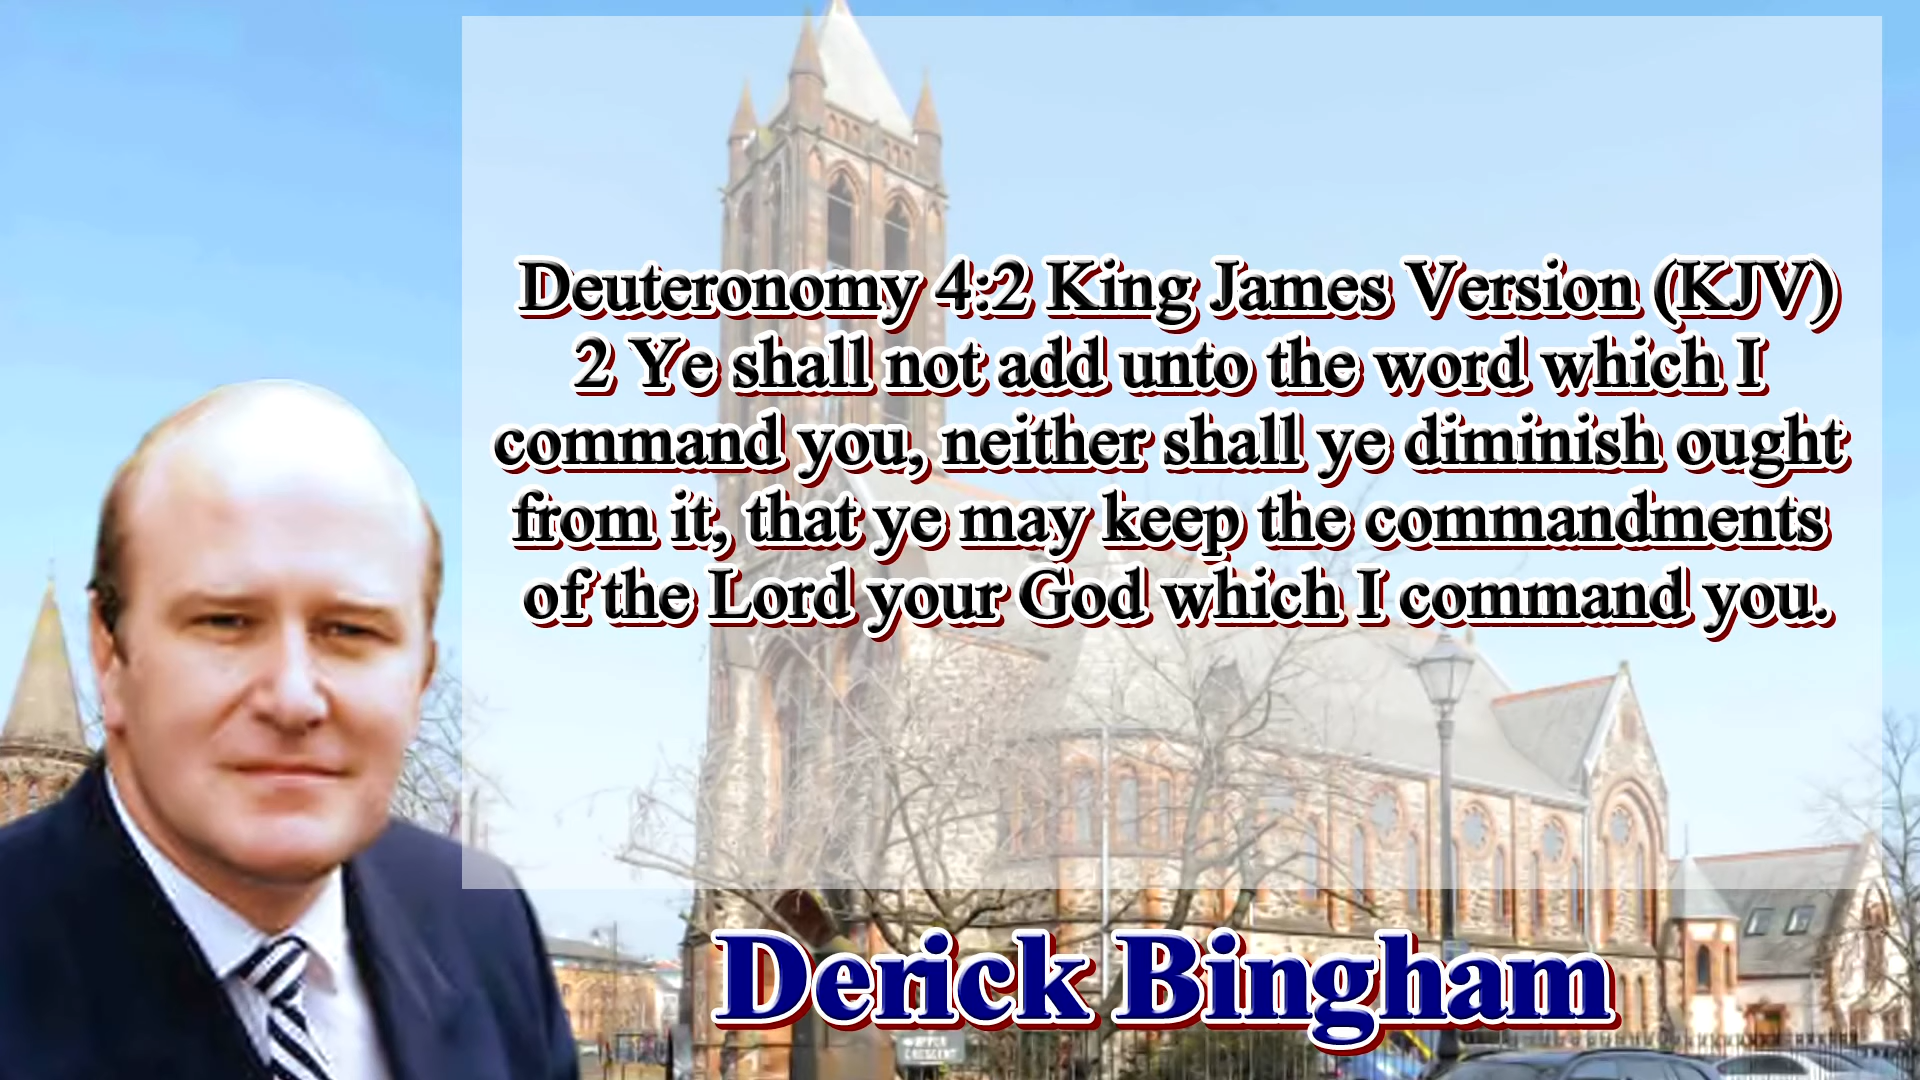 Deuteronomy 4:2 King James Version (KJV)
2 Ye shall not add unto the word which I
command you, neither shall ye diminish ought
from it, that ye may keep the commandments
of the Lord your God which I command you.
Derick Bingham
UPPER
CRESCENT